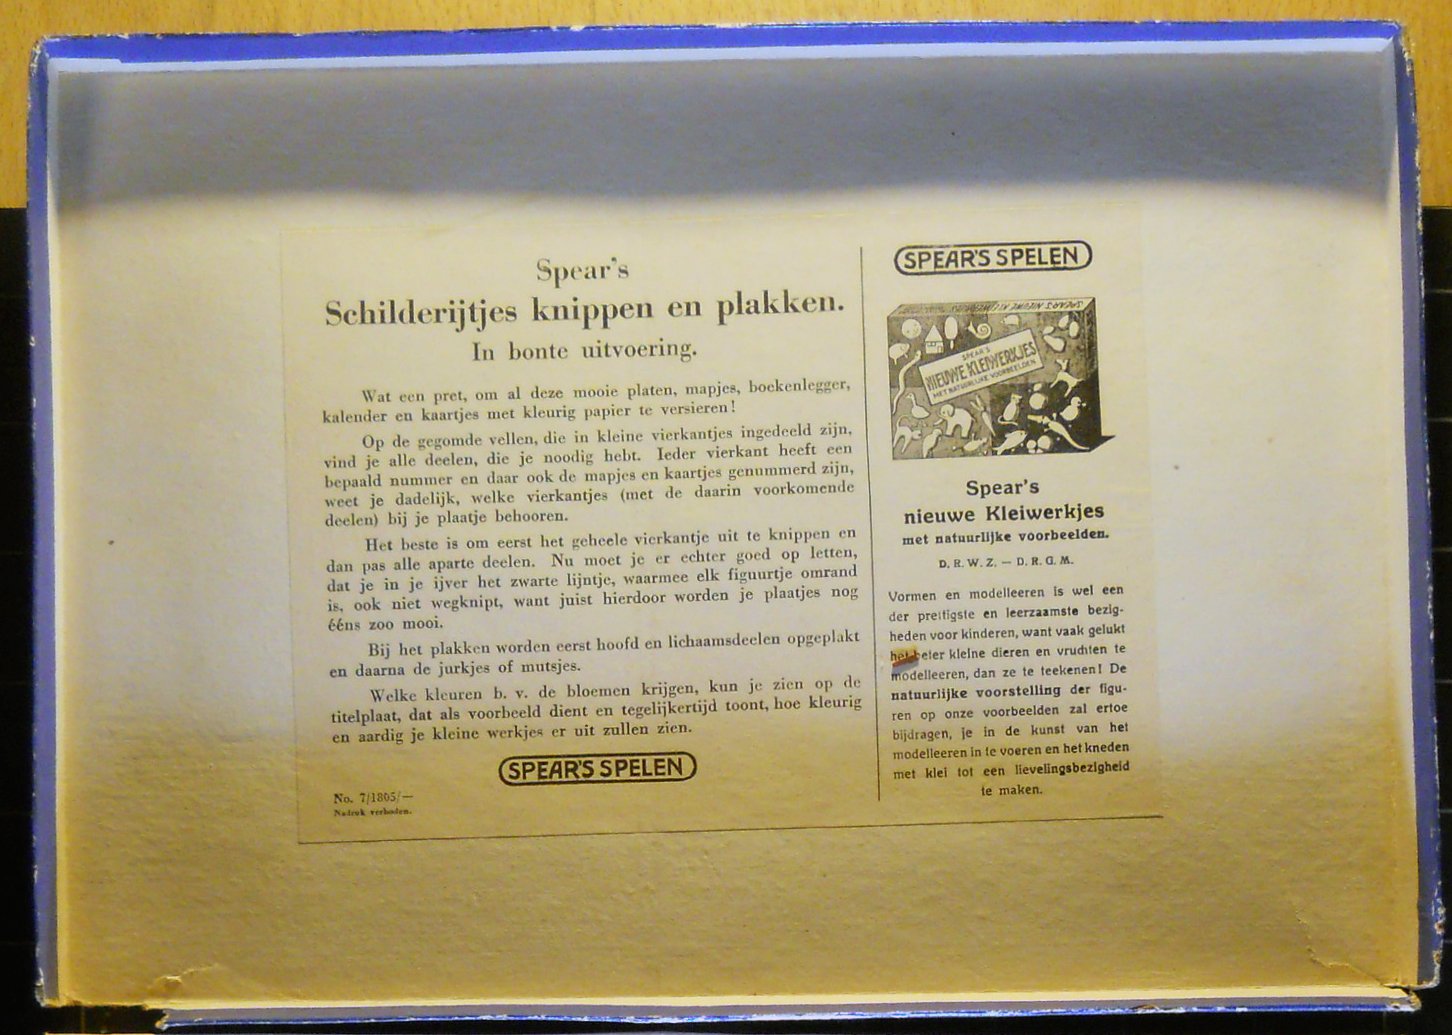 Spear's
Schilderijtjes knippen en plakken.
In bonte uitvoering.
Wat een pret, om al deze mooie platen, mapjes, boekenlegger,
kalender en kaartjes met kleurig papier te versieren!
Op de gegomde vellen, die in kleine vierkantjes ingedeeld zijn,
vind je alle deelen, die je noodig hebt. Ieder vierkant heeft een
bepaald nummer en daar ook de mapjes en kaartjes genummerd zijn,
weet je dadelijk, welke vierkantjes (met de daarin voorkomende
deelen) bij je plaatje behooren.
Het beste is om eerst het geheele vierkantje uit te knippen en
dan pas alle aparte deelen. Nu moet je er echter goed op letten,
dat je in je ijver het zwarte lijntje, waarmee elk figuurtje omrand
is, ook niet wegknipt, want juist hierdoor worden je plaatjes nog
ééns zoo mooi.
Bij het plakken worden eerst hoofd en lichaamsdeelen opgeplakt
en daarna de jurkjes of mutsjes.
Welke kleuren b. v. de bloemen krijgen, kun je zien op de
titelplaat, dat als voorbeeld dient en tegelijkertijd toont, hoe kleurig
en aardig je kleine werkjes er uit zullen zien.
SPEAR'S SPELEN
No. 7/1805/—
Nadruk verboden.
SPEAR'S SPELEN
SPEAR'S NIEUWE KLEIWERKJES
SPEAR'S
NIEUWE KLEIWERKJES
MET NATUURLIJKE VOORBEELDEN
Spear's
nieuwe Kleiwerkjes
met natuurlijke voorbeelden.
D. R. W. Z. — D. R. G. M.
Vormen en modelleeren is wel een
der prettigste en leerzaamste bezig-
heden voor kinderen, want vaak gelukt
het beter kleine dieren en vruchten te
modelleeren, dan ze te teekenen! De
natuurlijke voorstelling der figu-
ren op onze voorbeelden zal ertoe
bijdragen, je in de kunst van het
modelleeren in te voeren en het kneden
met klei tot een lievelingsbezigheid
te maken.